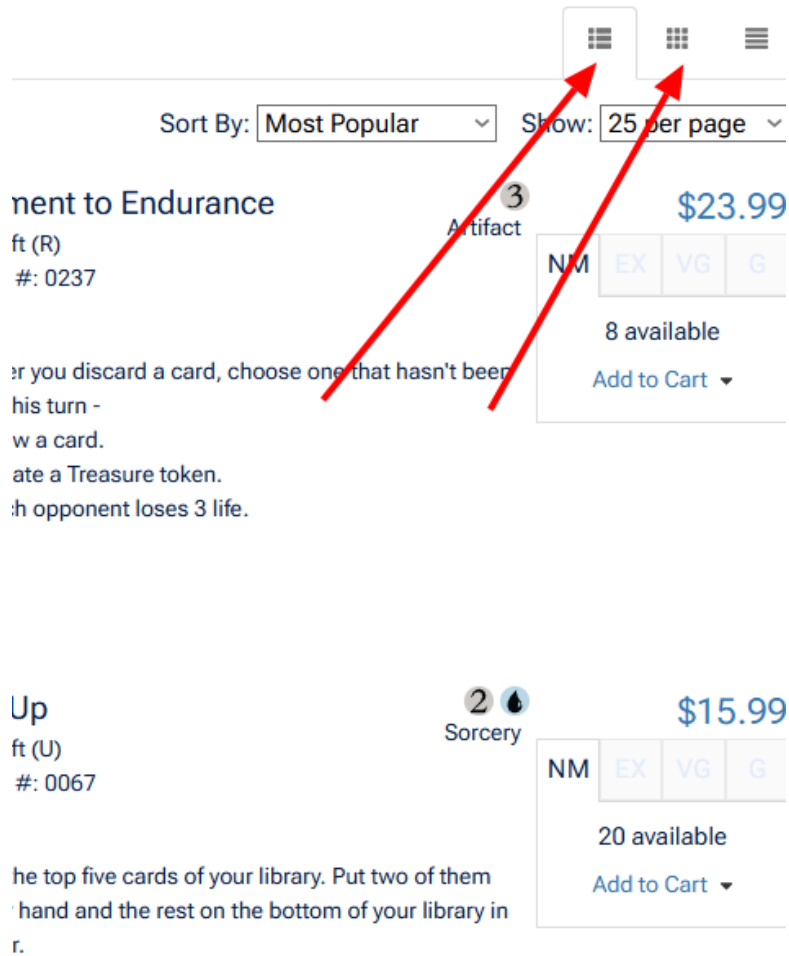 Sort By: Most Popular Show: 25 per page
ment to Endurance 3 $23.99
ft (R) Artifact
#: 0237 NM EX VG G
8 available
er you discard a card, choose one that hasn't been
his turn - Add to Cart
w a card.
ate a Treasure token.
h opponent loses 3 life.
Up 2 $15.99
ft (U) Sorcery
#: 0067 NM EX VG G
20 available
he top five cards of your library. Put two of them Add to Cart
hand and the rest on the bottom of your library in
r.